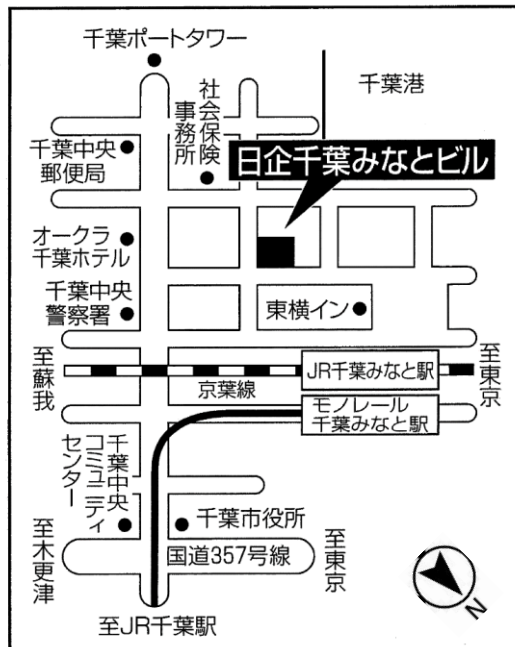 千葉ポートタワー
千葉港
社会保険
事務所
千葉中央
郵便局
日企千葉みなとビル
オークラ
千葉ホテル
千葉中央
警察署
東横イン
至蘇我
京葉線
JR千葉みなと駅
至東京
モノレール
千葉みなと駅
千葉中央
コミュニティ
センター
千葉市役所
至木更津
国道357号線
至東京
至JR千葉駅
N